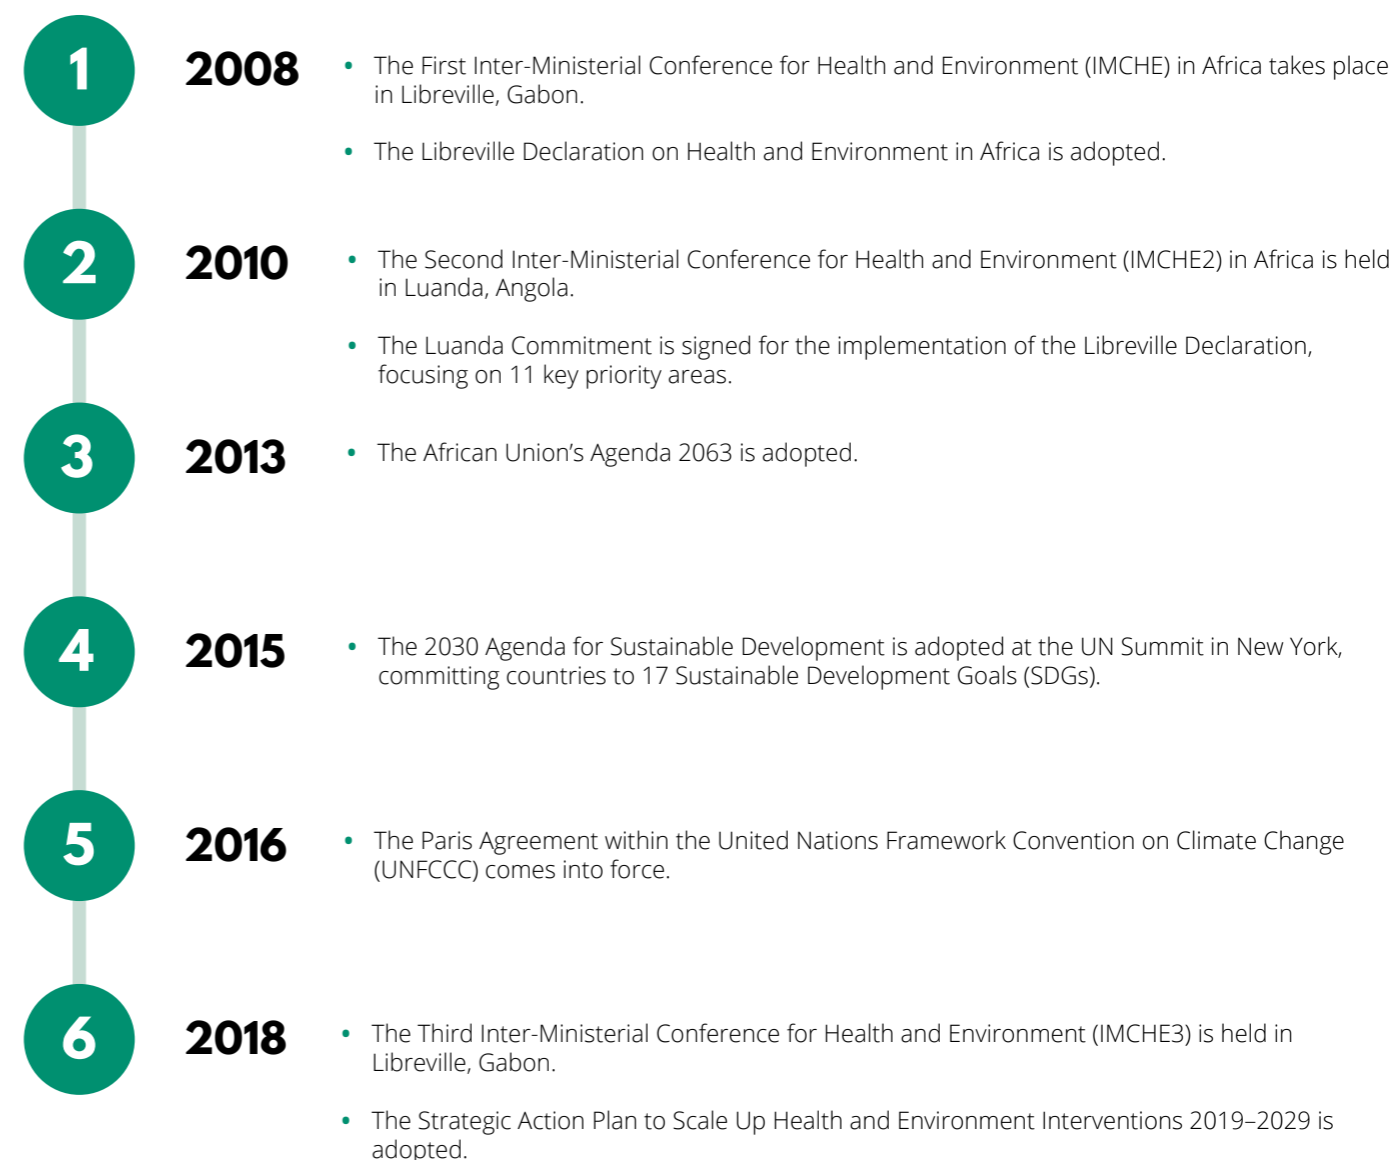 1
2008
• The First Inter-Ministerial Conference for Health and Environment (IMCHE) in Africa takes place
in Libreville, Gabon.
• The Libreville Declaration on Health and Environment in Africa is adopted.
2
2010
• The Second Inter-Ministerial Conference for Health and Environment (IMCHE2) in Africa is held
in Luanda, Angola.
• The Luanda Commitment is signed for the implementation of the Libreville Declaration,
focusing on 11 key priority areas.
3
2013
• The African Union’s Agenda 2063 is adopted.
4
2015
• The 2030 Agenda for Sustainable Development is adopted at the UN Summit in New York,
committing countries to 17 Sustainable Development Goals (SDGs).
5
2016
• The Paris Agreement within the United Nations Framework Convention on Climate Change
(UNFCCC) comes into force.
6
2018
• The Third Inter-Ministerial Conference for Health and Environment (IMCHE3) is held in
Libreville, Gabon.
• The Strategic Action Plan to Scale Up Health and Environment Interventions 2019–2029 is
adopted.